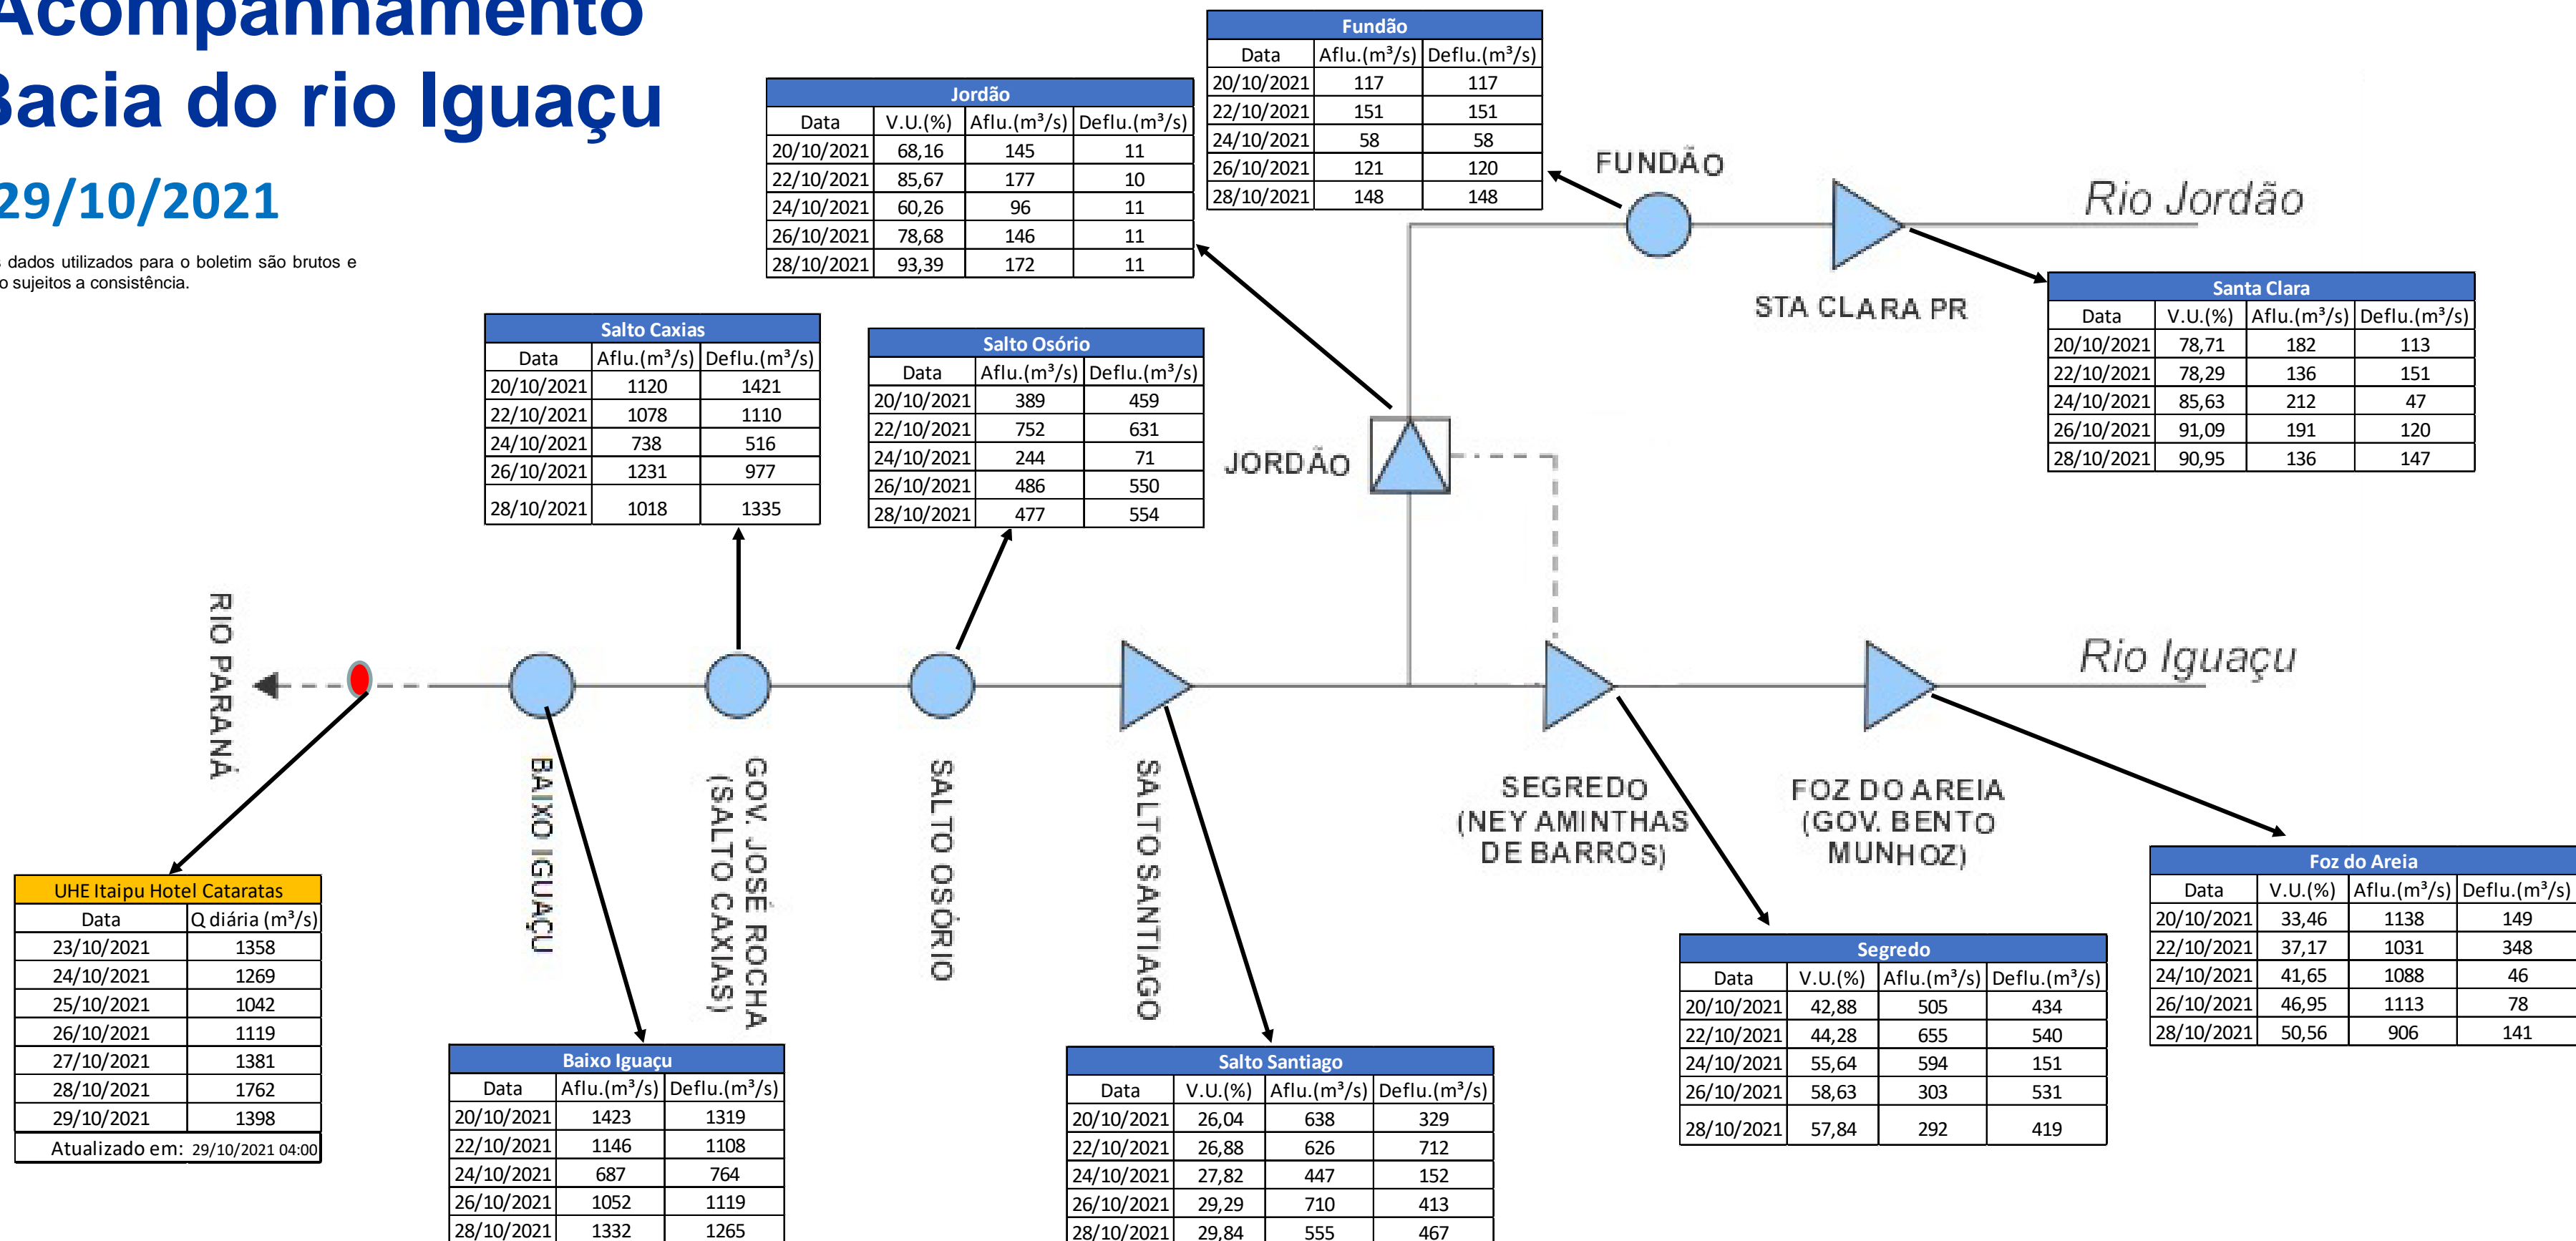 Acompanhamento
Bacia do rio Iguaçu
29/10/2021
dados utilizados para o boletim são brutos e
sujeitos a consistência.
Fundão
Data Aflu.(m³/s) Deflu.(m³/s)
20/10/2021 117 117
22/10/2021 151 151
24/10/2021 58 58
26/10/2021 121 120
28/10/2021 148 148
Jordão
Data V.U.(%) Aflu.(m³/s) Deflu.(m³/s)
20/10/2021 68,16 145 11
22/10/2021 85,67 177 10
24/10/2021 60,26 96 11
26/10/2021 78,68 146 11
28/10/2021 93,39 172 11
FUNDÃO
Rio Jordão
STA CLARA PR
Santa Clara
Data V.U.(%) Aflu.(m³/s) Deflu.(m³/s)
20/10/2021 78,71 182 113
22/10/2021 78,29 136 151
24/10/2021 85,63 212 47
26/10/2021 91,09 191 120
28/10/2021 90,95 136 147
Salto Caxias
Data Aflu.(m³/s) Deflu.(m³/s)
20/10/2021 1120 1421
22/10/2021 1078 1110
24/10/2021 738 516
26/10/2021 1231 977
28/10/2021 1018 1335
Salto Osório
Data Aflu.(m³/s) Deflu.(m³/s)
20/10/2021 389 459
22/10/2021 752 631
24/10/2021 244 71
26/10/2021 486 550
28/10/2021 477 554
JORDÃO
RIO PARANÁ
Rio Iguaçu
BAIXO IGUAÇU
GOV. JOSÉ ROCHA
(SALTO CAXIAS)
SALTO OSÓRIO
SALTO SANTIAGO
SEGREDO
(NEY AMINTHAS
DE BARROS)
FOZ DO AREIA
(GOV. BENTO
MUNHOZ)
UHE Itaipu Hotel Cataratas
Data Q diária (m³/s)
23/10/2021 1358
24/10/2021 1269
25/10/2021 1042
26/10/2021 1119
27/10/2021 1381
28/10/2021 1762
29/10/2021 1398
Atualizado em: 29/10/2021 04:00
Baixo Iguaçu
Data Aflu.(m³/s) Deflu.(m³/s)
20/10/2021 1423 1319
22/10/2021 1146 1108
24/10/2021 687 764
26/10/2021 1052 1119
28/10/2021 1332 1265
Salto Santiago
Data V.U.(%) Aflu.(m³/s) Deflu.(m³/s)
20/10/2021 26,04 638 329
22/10/2021 26,88 626 712
24/10/2021 27,82 447 152
26/10/2021 29,29 710 413
28/10/2021 29,84 555 467
Segredo
Data V.U.(%) Aflu.(m³/s) Deflu.(m³/s)
20/10/2021 42,88 505 434
22/10/2021 44,28 655 540
24/10/2021 55,64 594 151
26/10/2021 58,63 303 531
28/10/2021 57,84 292 419
Foz do Areia
Data V.U.(%) Aflu.(m³/s) Deflu.(m³/s)
20/10/2021 33,46 1138 149
22/10/2021 37,17 1031 348
24/10/2021 41,65 1088 46
26/10/2021 46,95 1113 78
28/10/2021 50,56 906 141